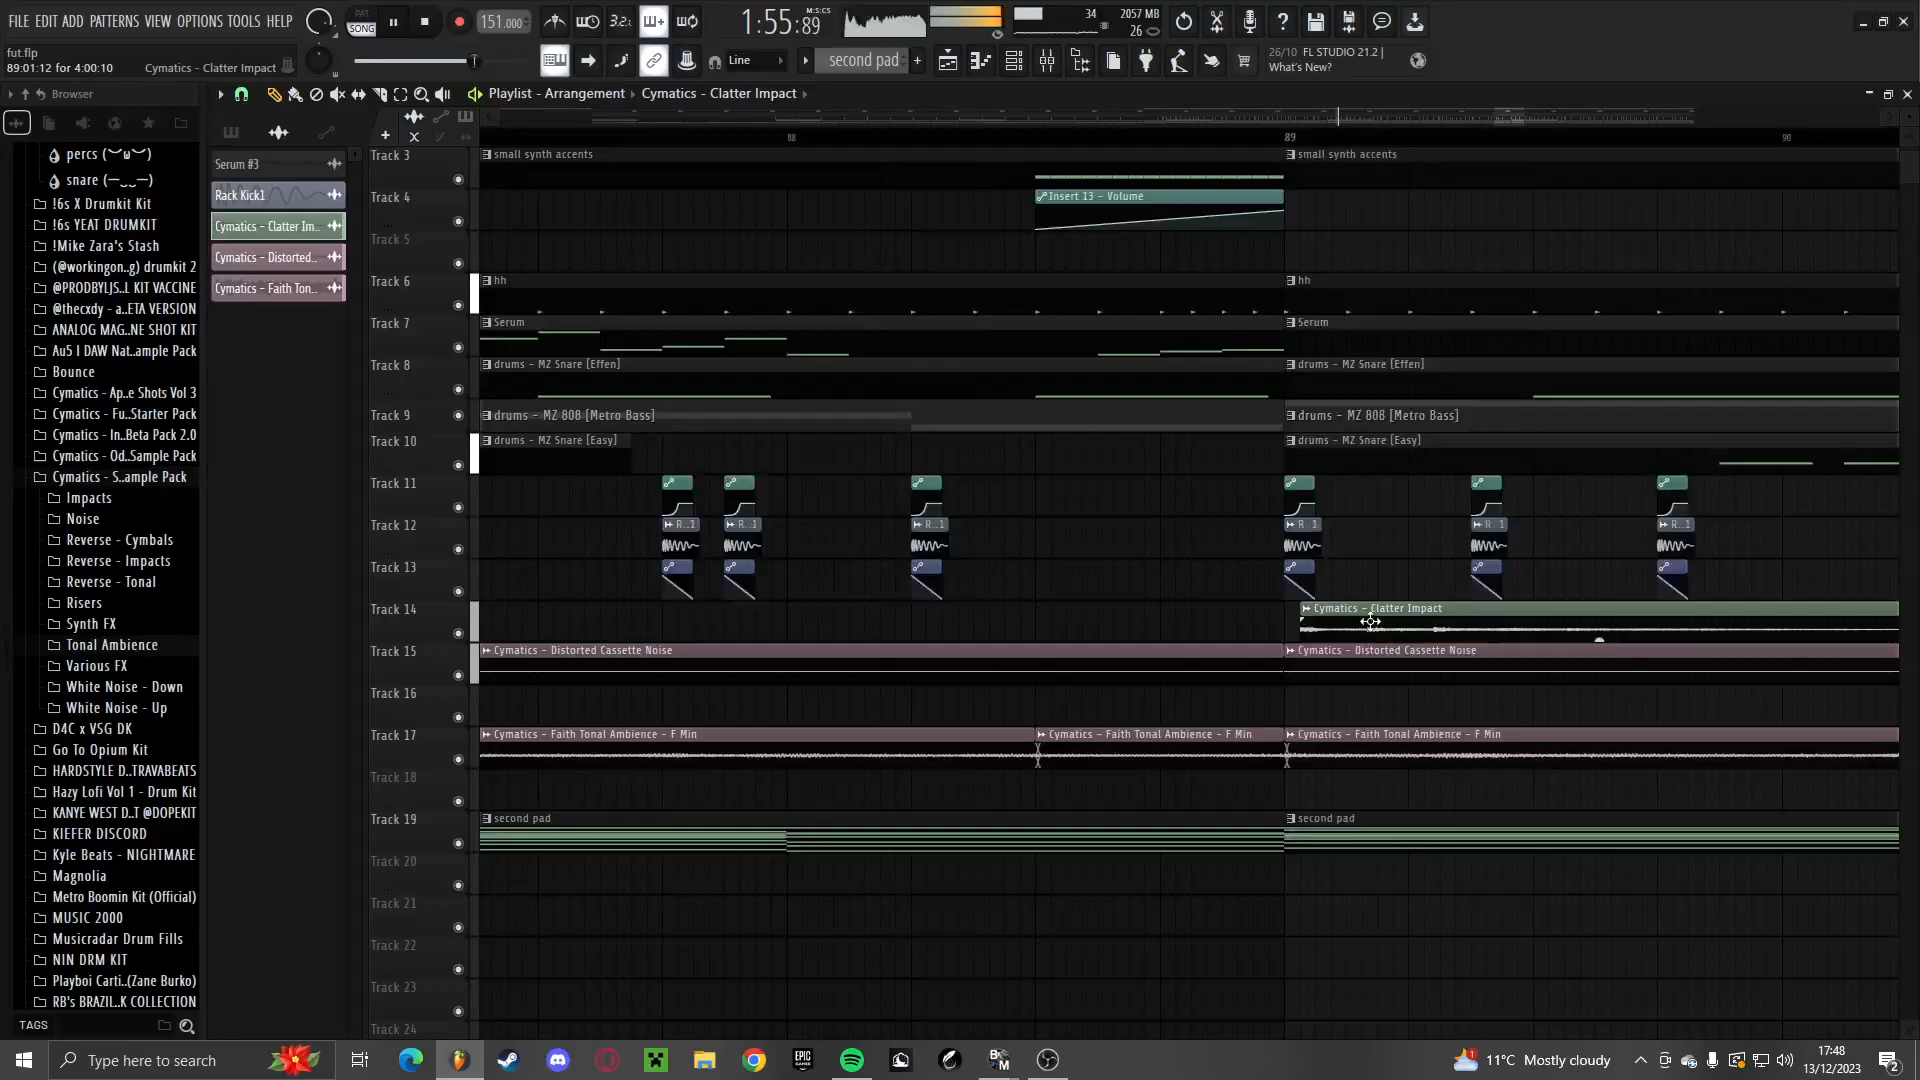 FILE EDIT ADD PATTERNS VIEW OPTIONS TOOLS HELP
PAT
SONG
151.000
3.2.
1:55:89
M:S:CS
34
2057 MB
26
fut.flp
89:01:12 for 4:00:10
Cymatics - Clatter Impact
Line
second pad
26/10 FL STUDIO 21.2 |
What's New?
Browser
Playlist - Arrangement
Cymatics - Clatter Impact
88
89
90
percs (
snare (
!6s X Drumkit Kit
!6s YEAT DRUMKIT
!Mike Zara's Stash
(@workingon..g) drumkit 2
@PRODBYLJS..L KIT VACCINE
@thecxdy - a..ETA VERSION
ANALOG MAG..NE SHOT KIT
Au5 I DAW Nat..ample Pack
Bounce
Cymatics - Ap..e Shots Vol 3
Cymatics - Fu..Starter Pack
Cymatics - In..Beta Pack 2.0
Cymatics - Od..Sample Pack
Cymatics - S..ample Pack
Impacts
Noise
Reverse - Cymbals
Reverse - Impacts
Reverse - Tonal
Risers
Synth FX
Tonal Ambience
Various FX
White Noise - Down
White Noise - Up
D4C x VSG DK
Go To Opium Kit
HARDSTYLE D..TRAVABEATS
Hazy Lofi Vol 1 - Drum Kit
KANYE WEST D..T @DOPEKIT
KIEFER DISCORD
Kyle Beats - NIGHTMARE
Magnolia
Metro Boomin Kit (Official)
MUSIC 2000
Musicradar Drum Fills
NIN DRM KIT
Playboi Carti..(Zane Burko)
RB's BRAZIL..K COLLECTION
TAGS
Serum #3
Rack Kick1
Cymatics - Clatter Im..
Cymatics - Distorted..
Cymatics - Faith Ton..
Track 3
small synth accents
small synth accents
Track 4
Insert 13 - Volume
Track 5
Track 6
hh
hh
Track 7
Serum
Serum
Track 8
drums - MZ Snare [Effen]
drums - MZ Snare [Effen]
Track 9
drums - MZ 808 [Metro Bass]
drums - MZ 808 [Metro Bass]
Track 10
drums - MZ Snare [Easy]
drums - MZ Snare [Easy]
Track 11
Track 12
R..1
R..1
R..1
R..1
R..1
R..1
Track 13
Track 14
Cymatics - Clatter Impact
Track 15
Cymatics - Distorted Cassette Noise
Cymatics - Distorted Cassette Noise
Track 16
Track 17
Cymatics - Faith Tonal Ambience - F Min
Cymatics - Faith Tonal Ambience - F Min
Cymatics - Faith Tonal Ambience - F Min
Track 18
Track 19
second pad
second pad
Track 20
Track 21
Track 22
Track 23
Track 24
Type here to search
EPIC GAMES
11°C Mostly cloudy
17:48
13/12/2023
2